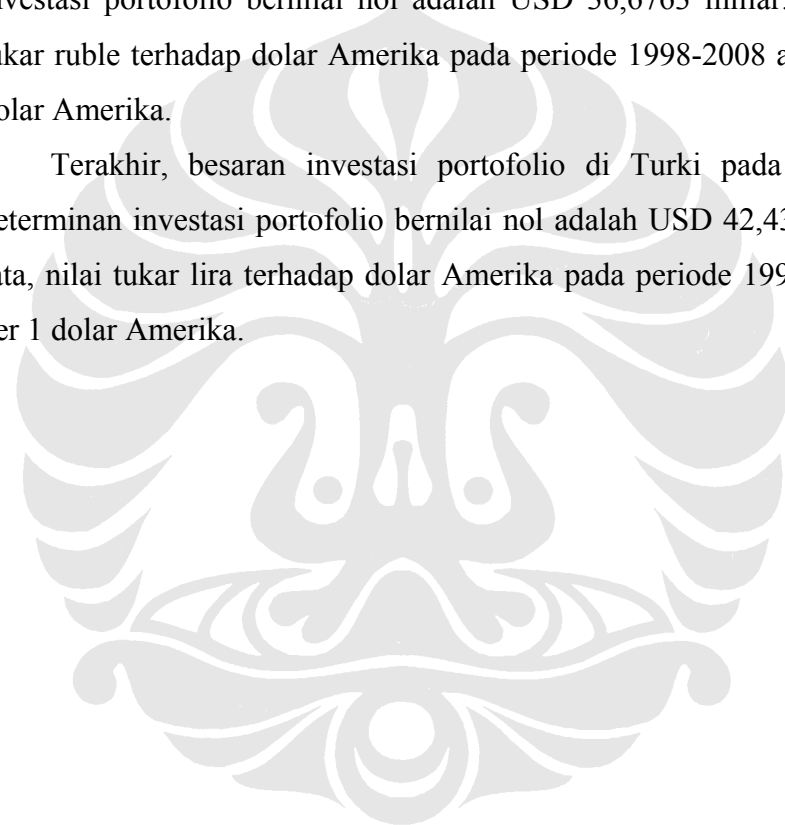 nvestasi portofolio bernilai nol adalah USD miliar.
ukar ruble terhadap dolar Amerika pada periode 1998-2008 a
olar Amerika.
Terakhir, besaran investasi portofolio di Turki pada
eterminan investasi portofolio bernilai nol adalah USD 42,43
ata, nilai tukar lira terhadap dolar Amerika pada periode 199
er 1 dolar Amerika.